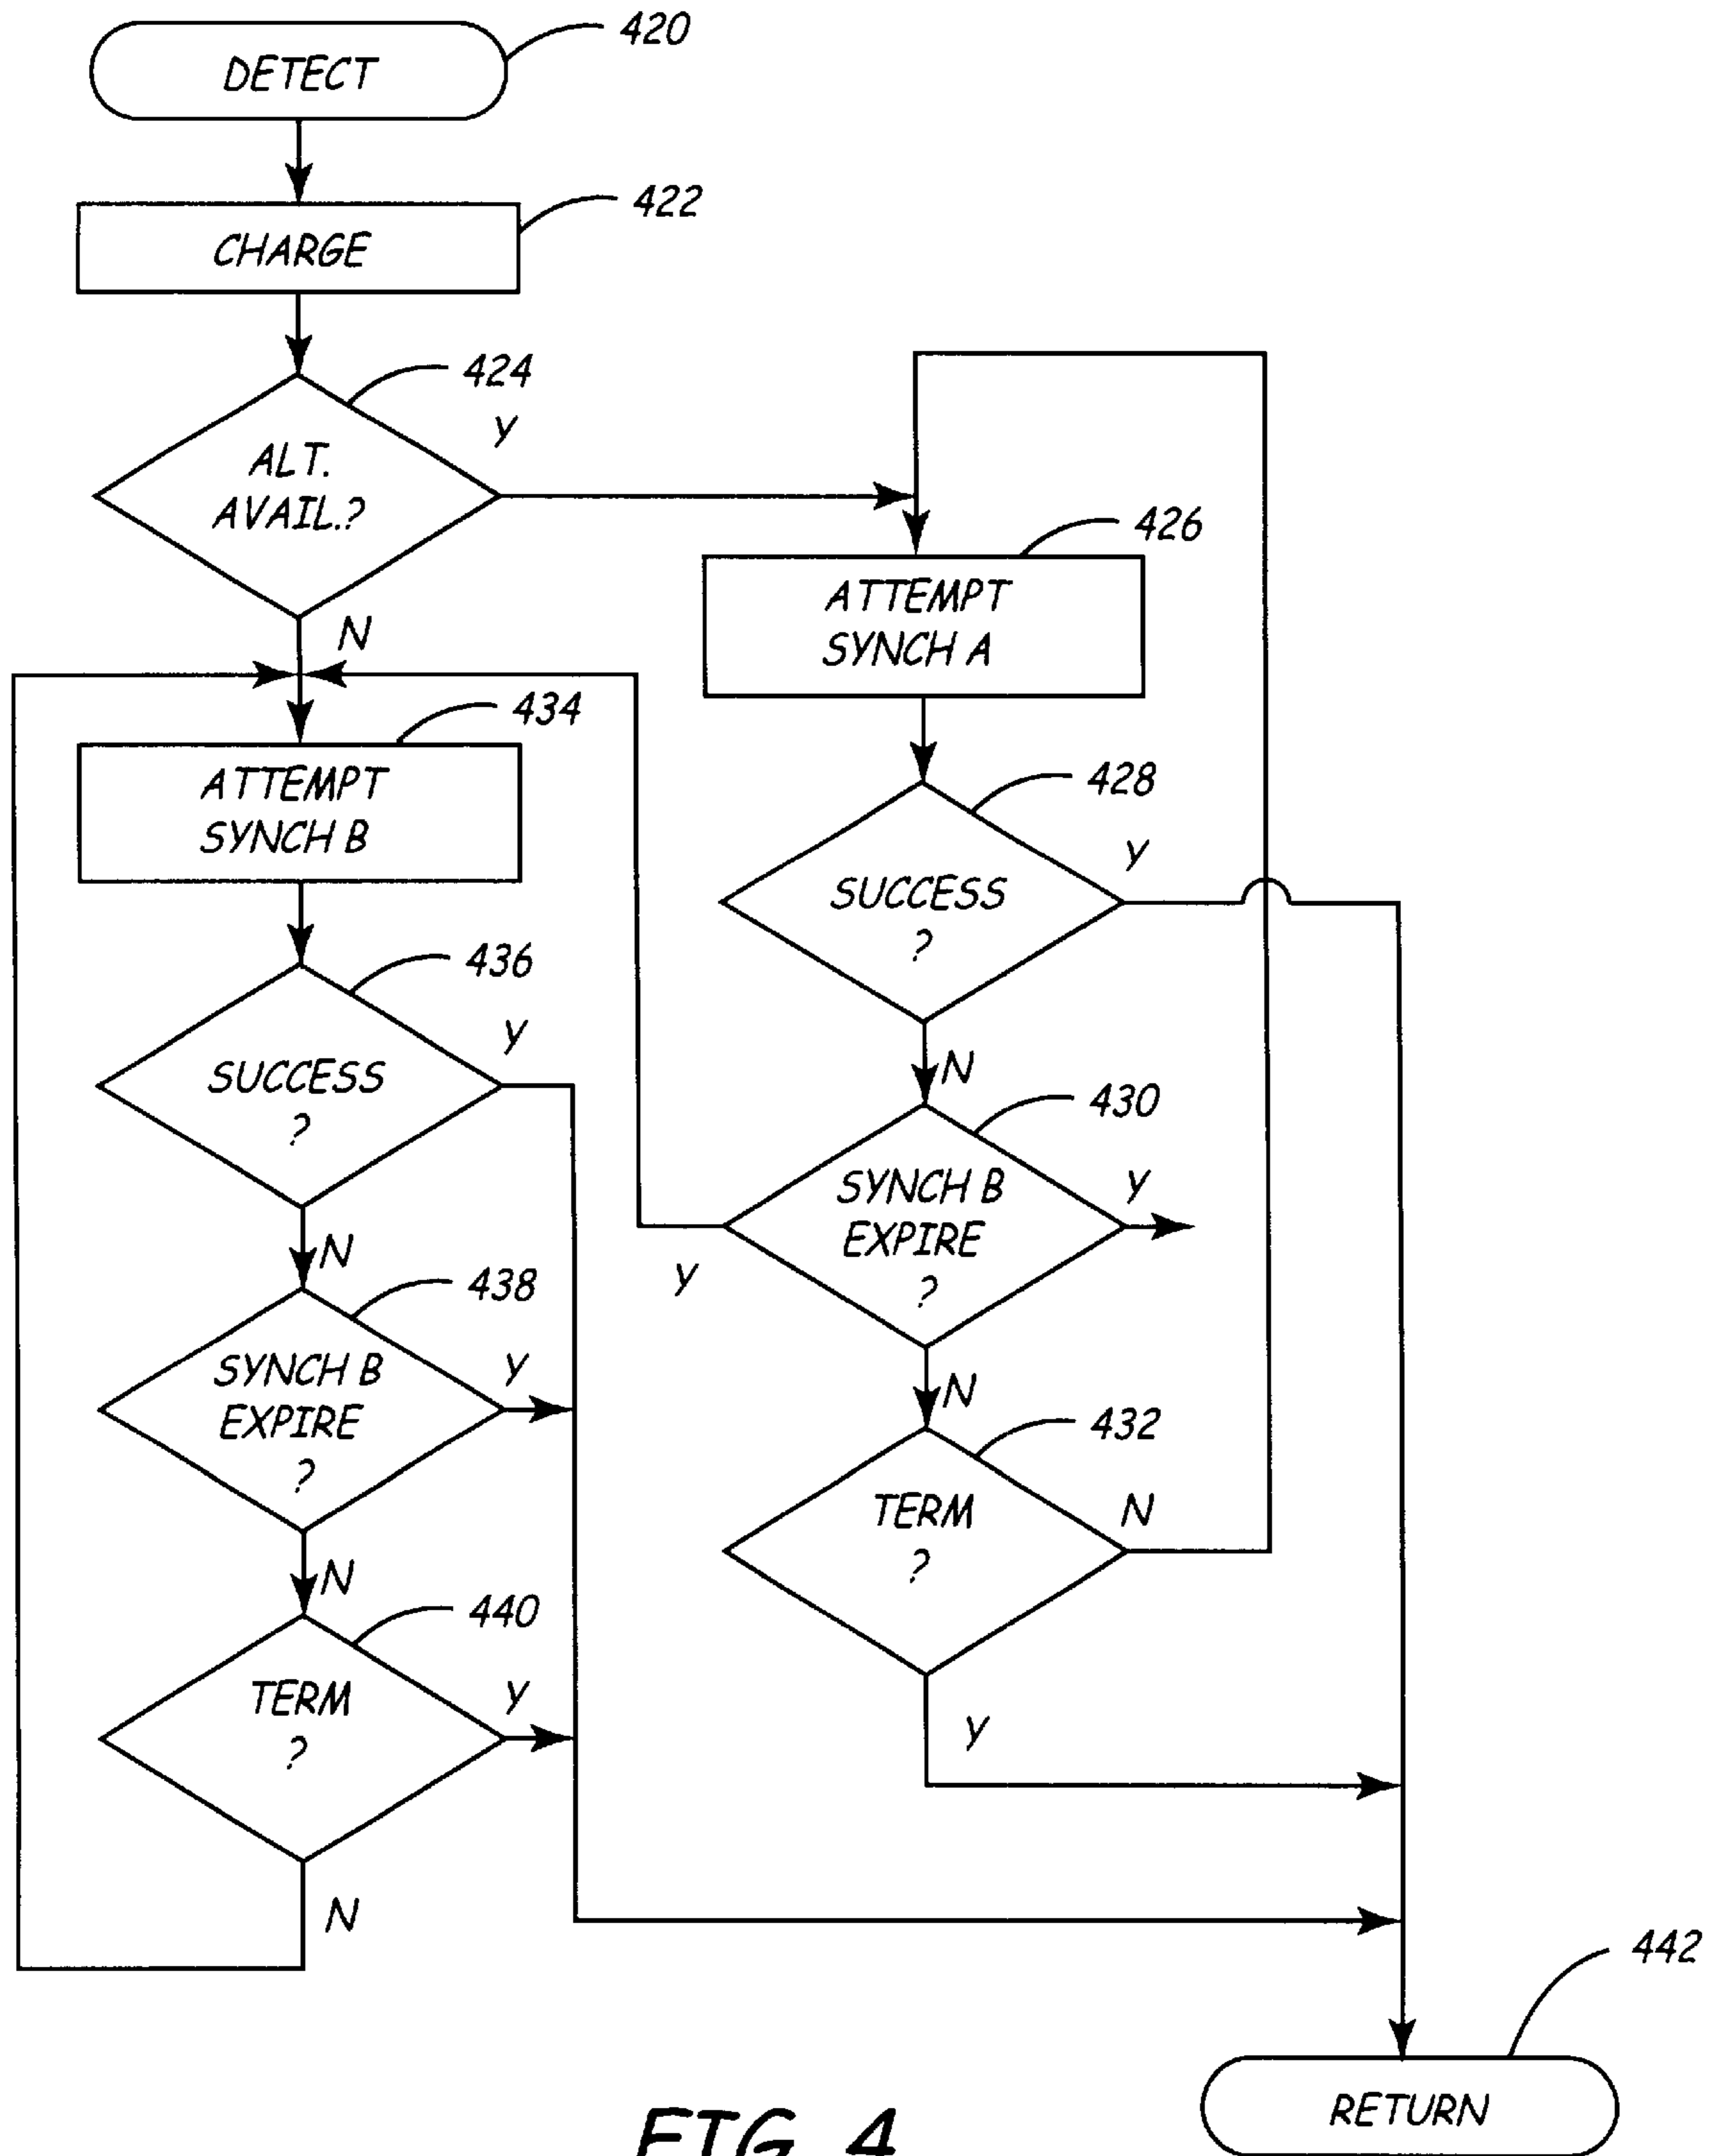 DETECT
420
CHARGE
422
424
ALT.
AVAIL.?
Y
N
426
ATTEMPT
SYNCH A
434
ATTEMPT
SYNCH B
428
SUCCESS
?
Y
N
436
SUCCESS
?
Y
N
430
SYNCH B
EXPIRE
?
Y
Y
N
438
SYNCH B
EXPIRE
?
Y
N
432
TERM
?
N
Y
440
TERM
?
Y
N
442
RETURN
FIG. 4